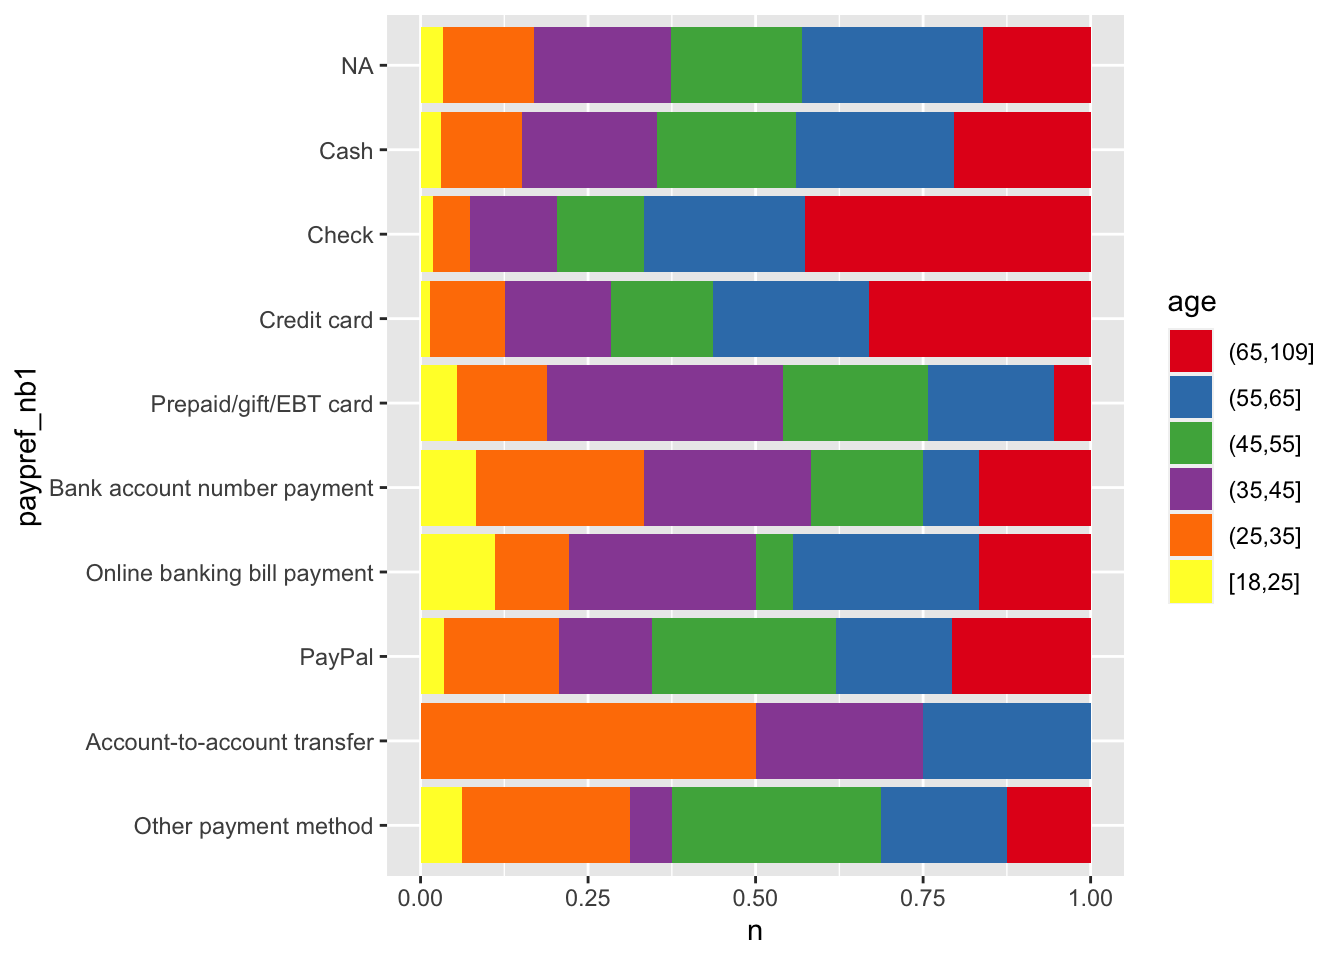 paypref_nb1
NA
Cash
Check
Credit card
Prepaid/gift/EBT card
Bank account number payment
Online banking bill payment
PayPal
Account-to-account transfer
Other payment method
0.00 0.25 0.50 0.75 1.00
n
age
(65,109]
(55,65]
(45,55]
(35,45]
(25,35]
[18,25]